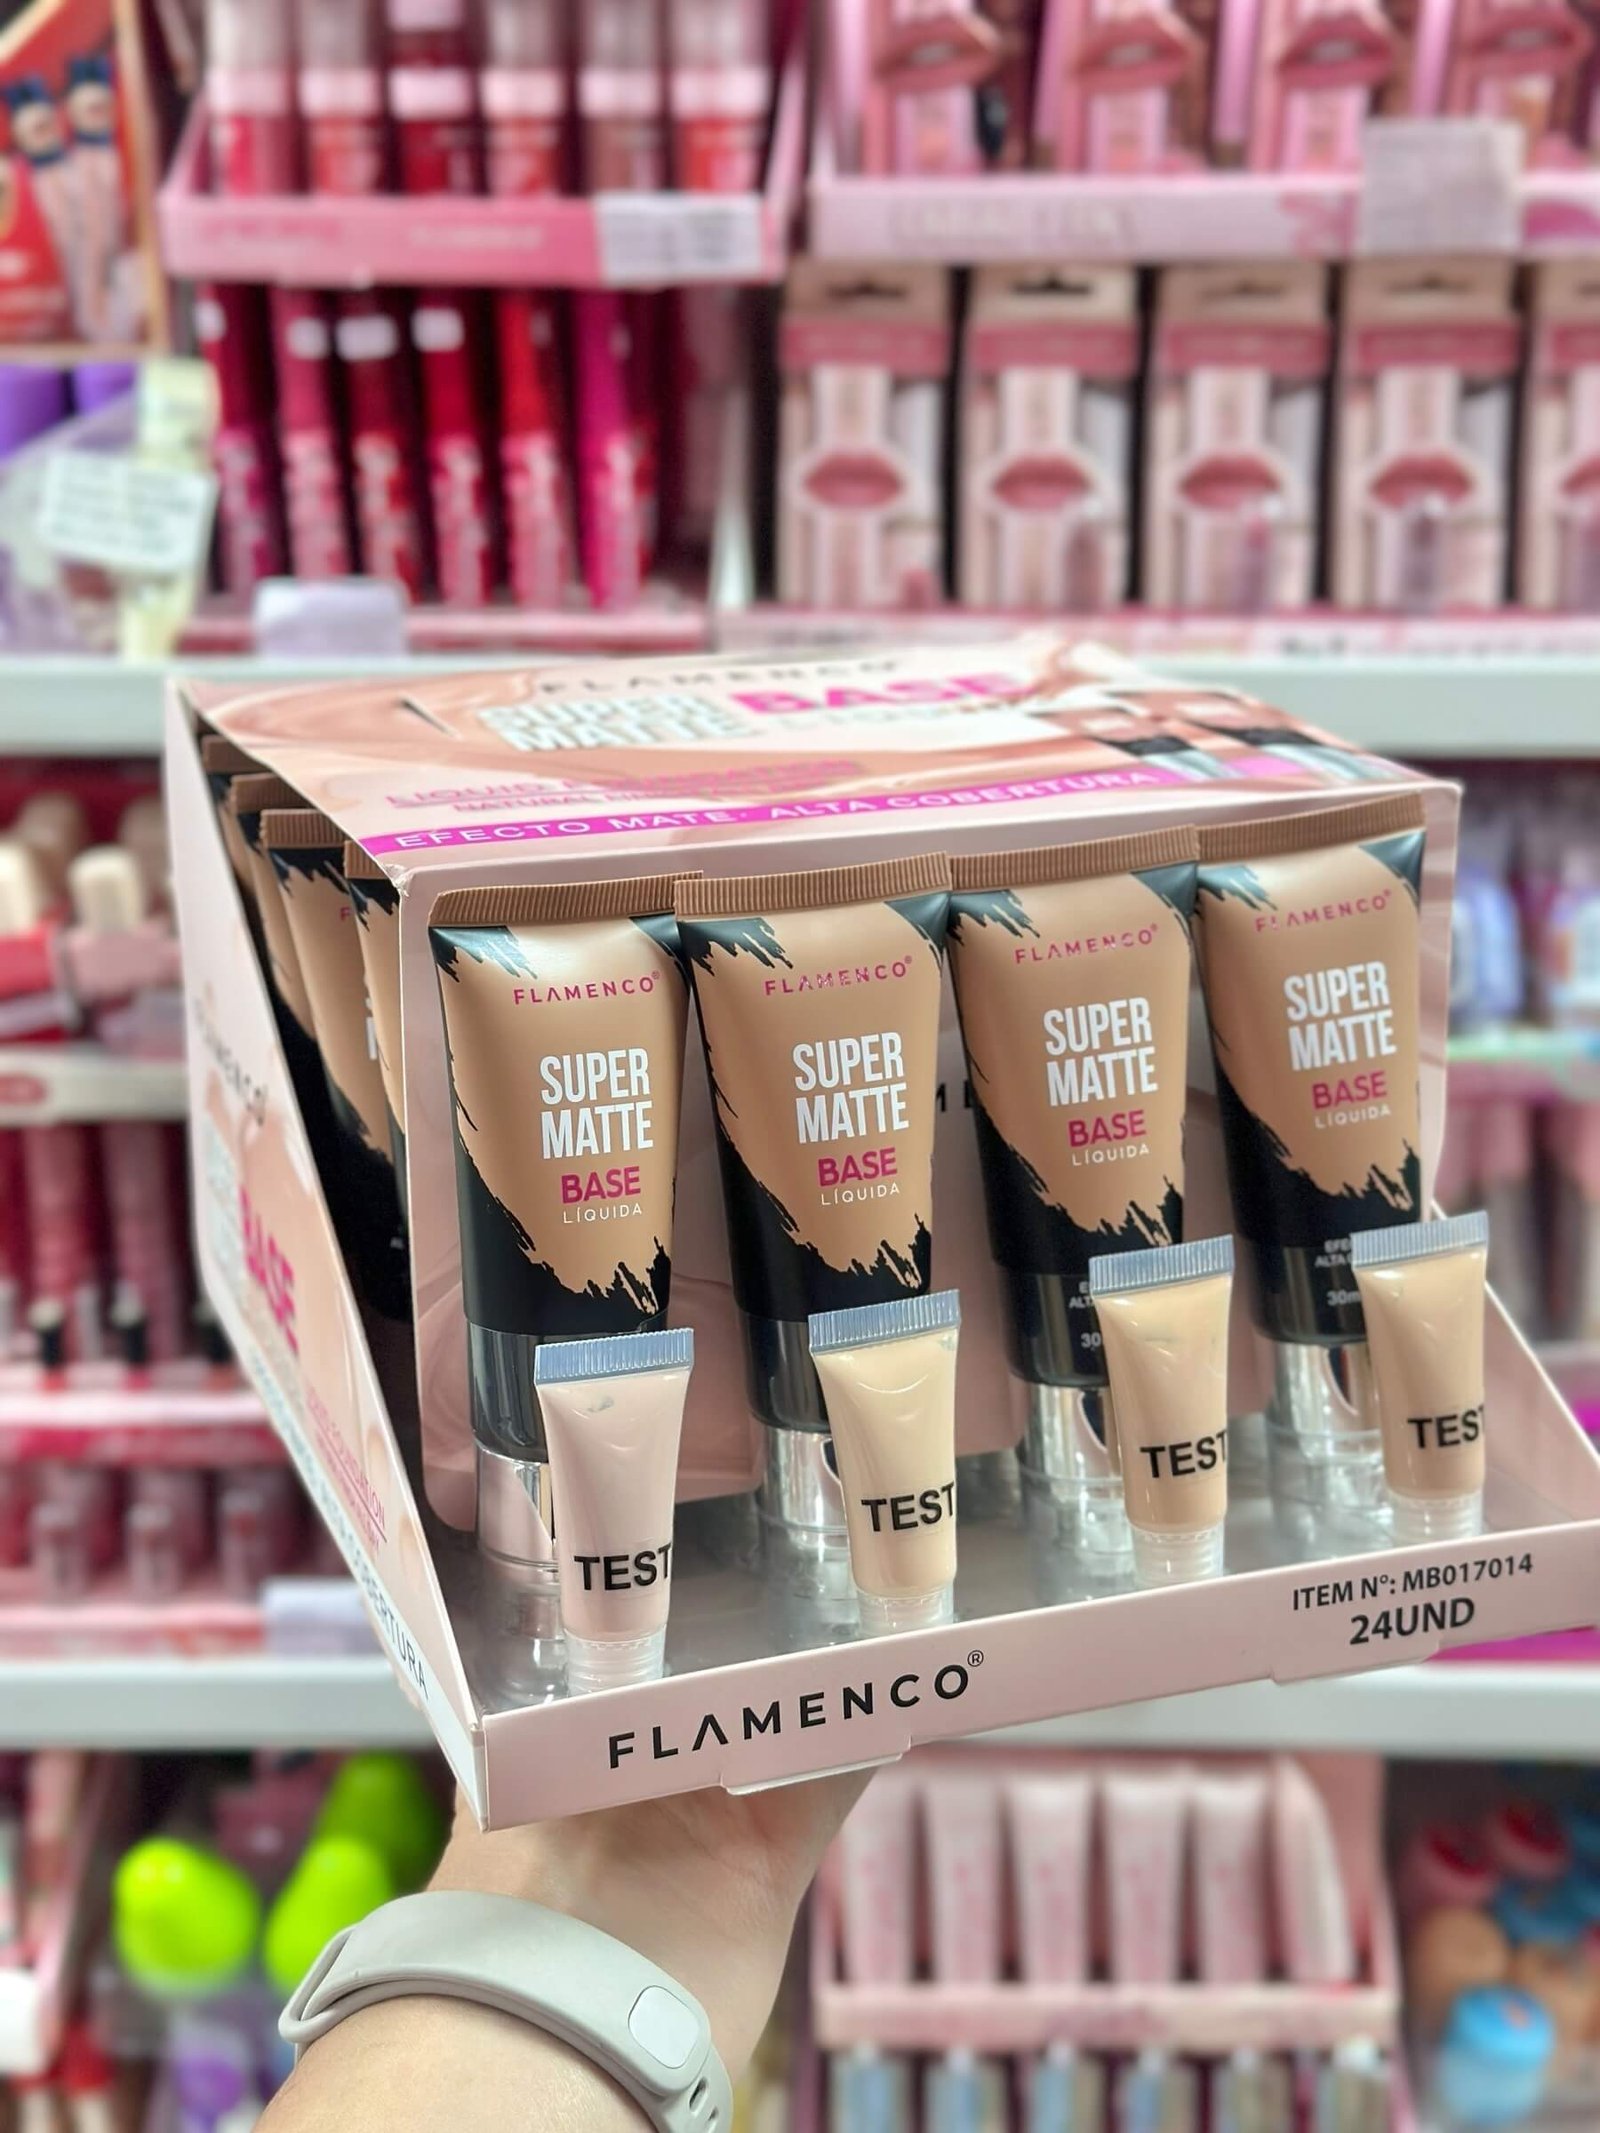 FLAMENCO
SUPER BASE
MATTE LÍQUIDA
LIQUID FOUNDATION
EFECTO MATE· ALTA COBERTURA
FLAMENCO®
SUPER
MATTE
BASE
LÍQUIDA
FLAMENCO®
SUPER
MATTE
BASE
LÍQUIDA
FLAMENCO®
SUPER
MATTE
BASE
LÍQUIDA
FLAMENCO®
SUPER
MATTE
BASE
LÍQUIDA
TEST
TEST
TEST
TEST
BASE
ITEM N°: MB017014
24UND
FLAMENCO®